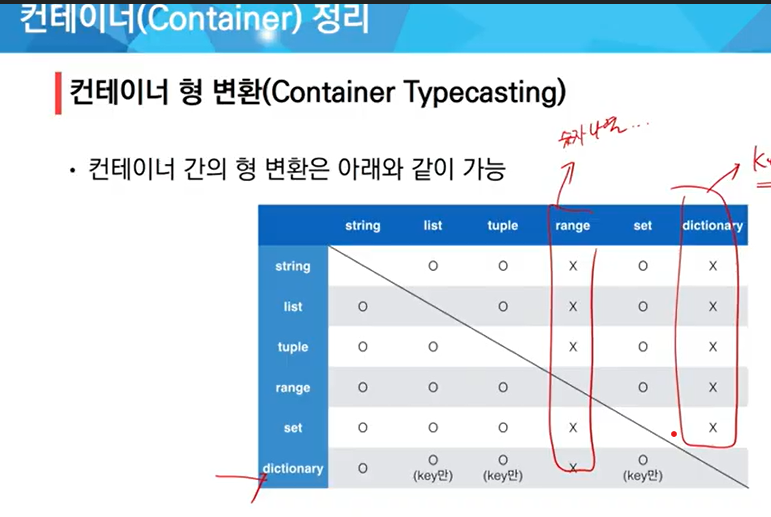 컨테이너(Container) 정리
컨테이너 형 변환(Container Typecasting)
숫자 나열...
• 컨테이너 간의 형 변환은 아래와 같이 가능
string list tuple range set dictionary
string O O X O X
list O O X O X
tuple O O X O X
range O O O O X
set O O O X X
dictionary O O (key만) O (key만) X O (key만)